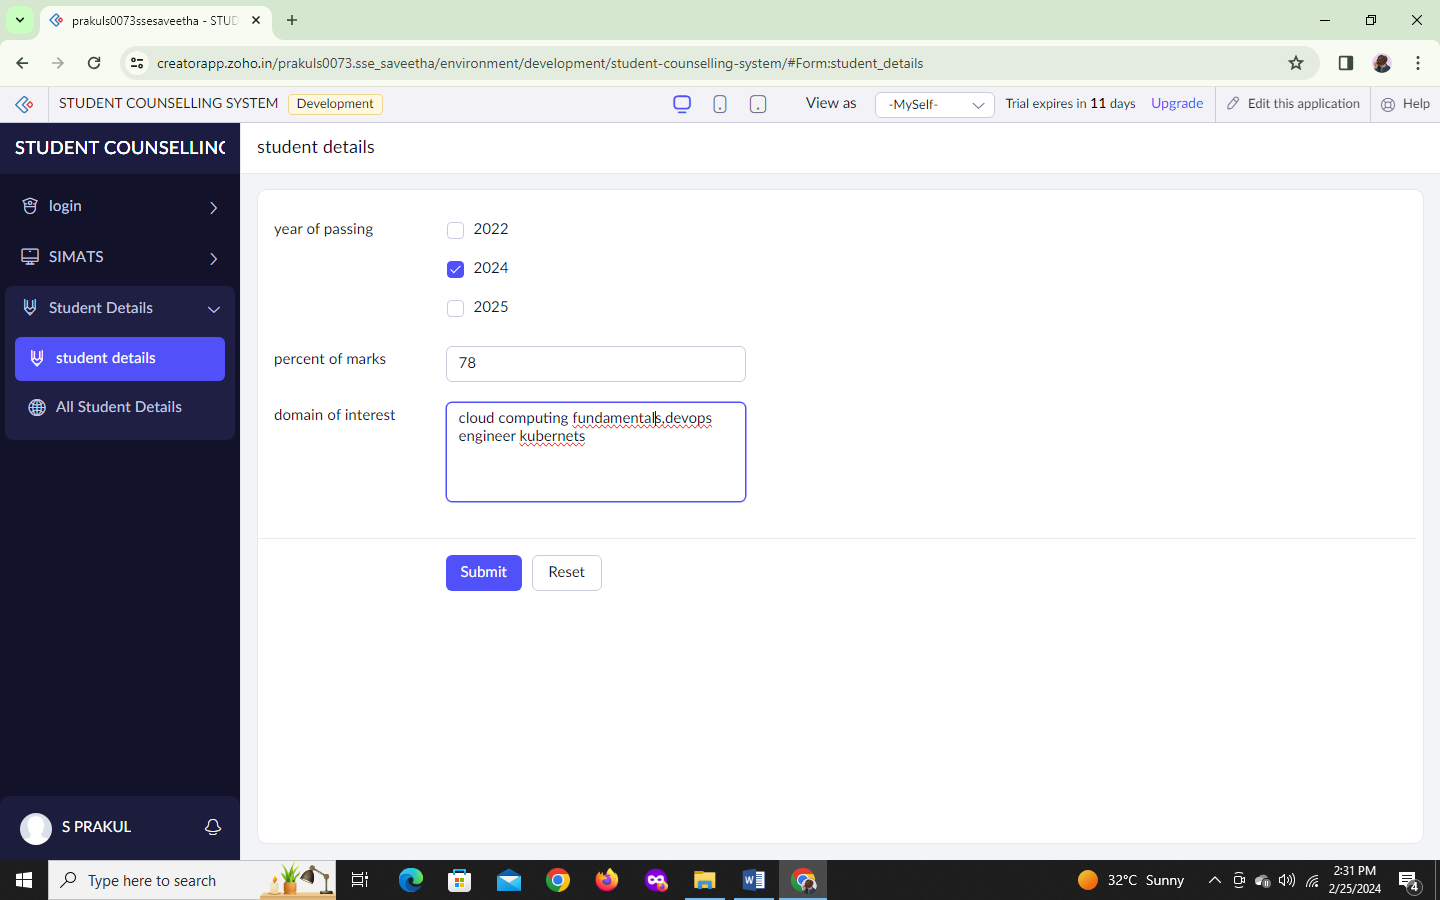 prakuls0073ssesaveetha - STUD
creatorapp.zoho.in/prakuls0073.sse_saveetha/environment/development/student-counselling-system/#Form:student_details
STUDENT COUNSELLING SYSTEM Development View as -MySelf- Trial expires in 11 days Upgrade Edit this application Help
STUDENT COUNSELLING
student details
login
SIMATS
Student Details
student details
All Student Details
year of passing
2022
2024
2025
percent of marks
78
domain of interest
cloud computing fundamentals,devops
engineer kubernets
Submit Reset
S PRAKUL
Type here to search
32°C Sunny
2:31 PM
2/25/2024
4